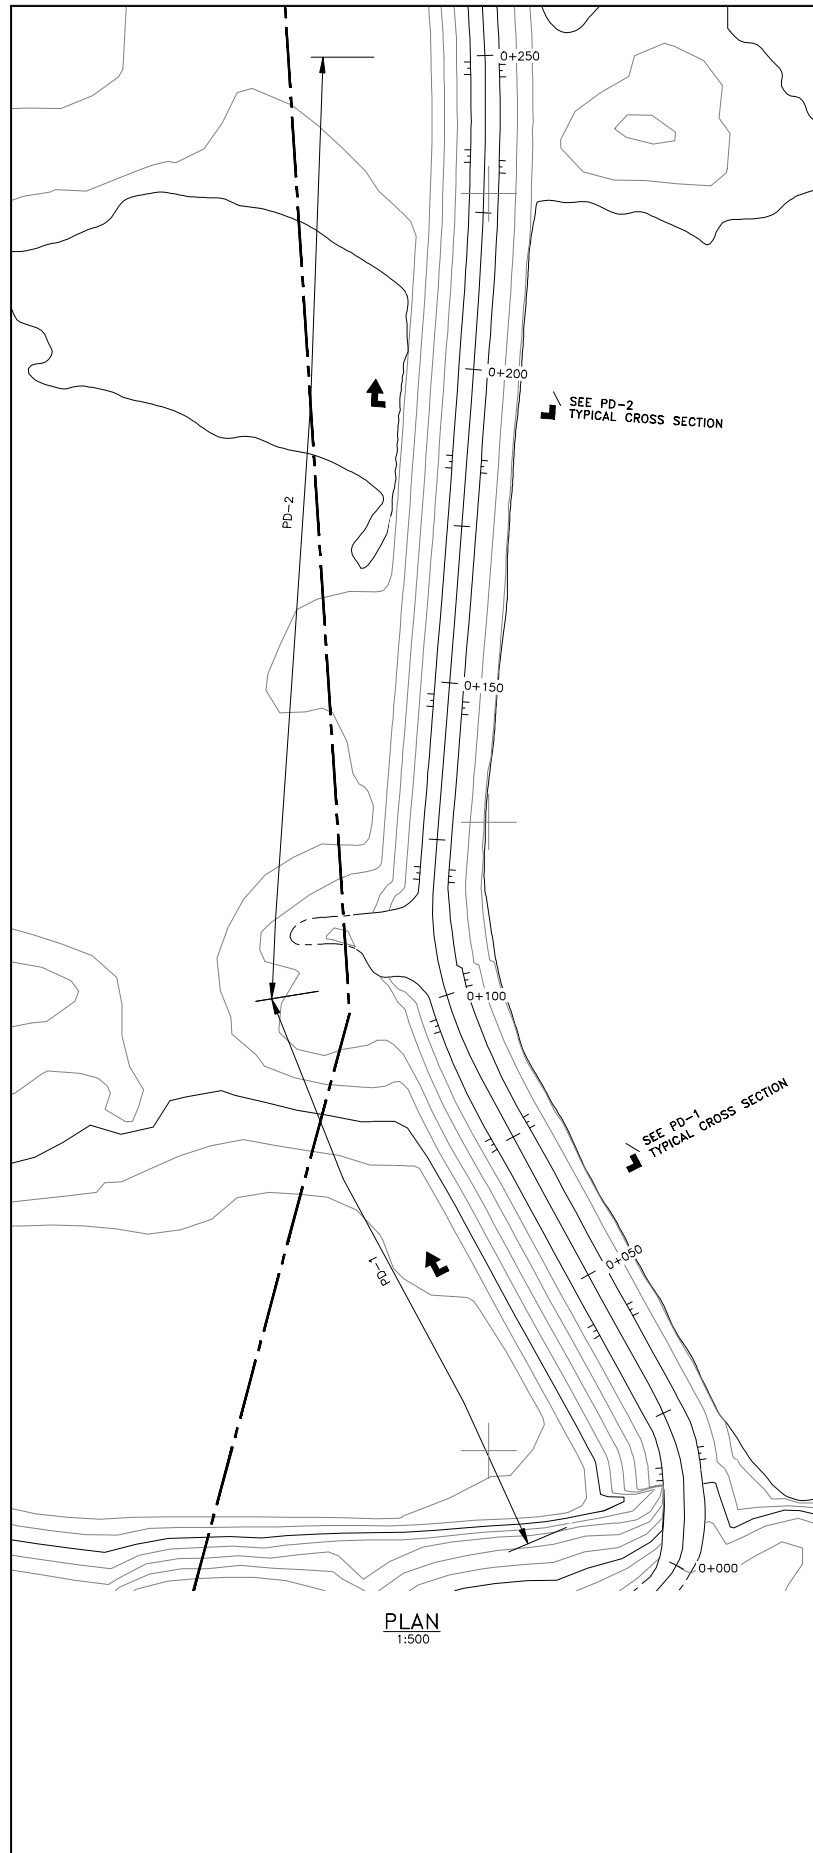 0+250
0+200
SEE PD-2
TYPICAL CROSS SECTION
PD-2
0+150
0+100
SEE PD-1
TYPICAL CROSS SECTION
0+050
PD-1
0+000
PLAN
1:500